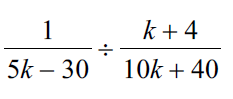 1/(5k − 30) ÷ (k + 4)/(10k + 40)